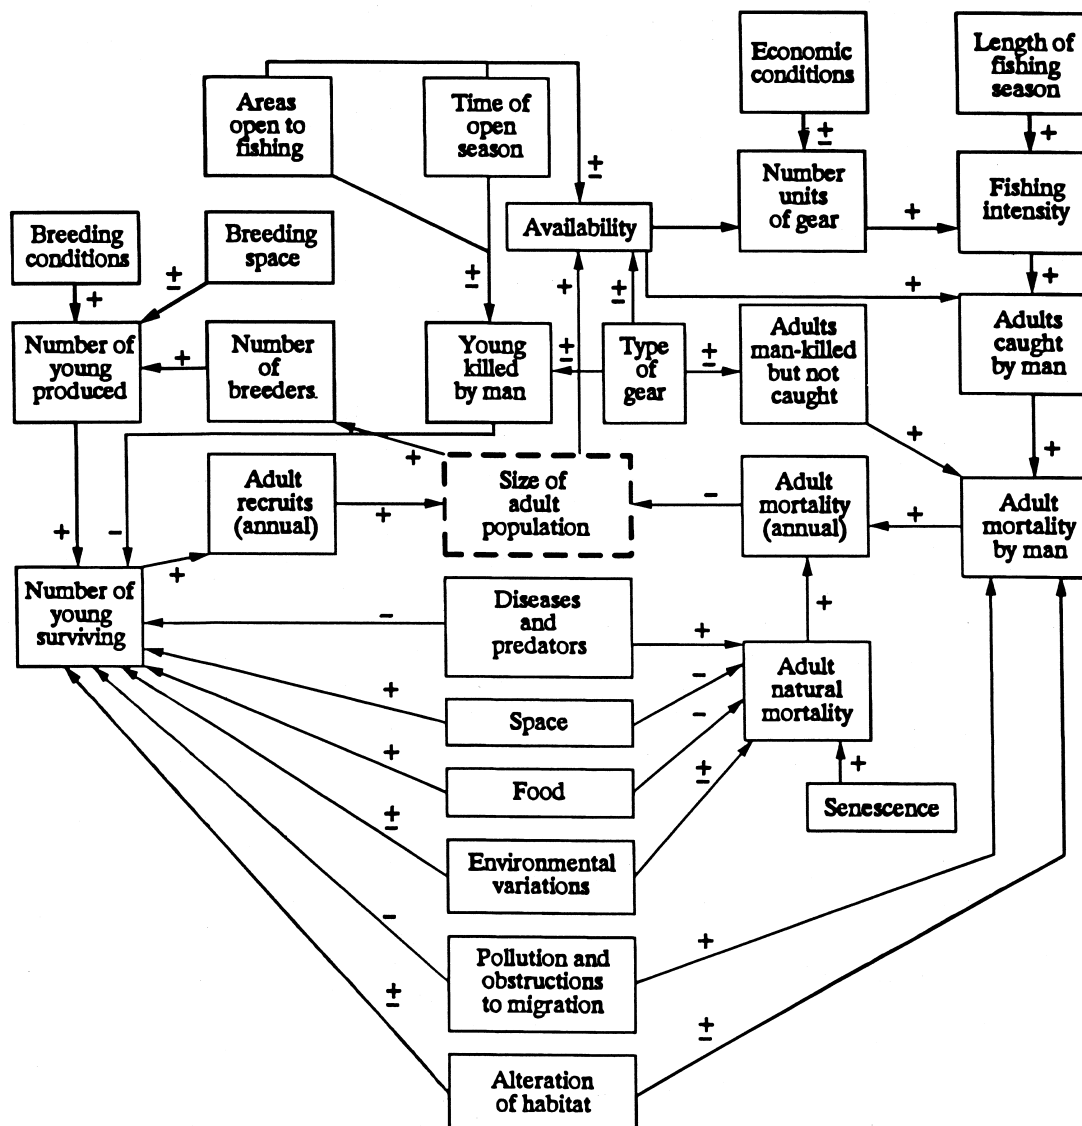 Economic
conditions
Length of
fishing
season
Areas
open to
fishing
Time of
open
season
±
+
±
Number
units
of gear
Fishing
intensity
Availability
+
Breeding
conditions
Breeding
space
+
±
±
+
±
+
+
Number of
young
produced
+
Number
of
breeders.
Young
killed
by man
±
Type
of
gear
±
Adults
man-killed
but not
caught
Adults
caught
by man
+
+
+
Adult
recruits
(annual)
+
Size of
adult
population
-
Adult
mortality
(annual)
+
Adult
mortality
by man
+
-
+
Number of
young
surviving
-
Diseases
and
predators
+
+
Adult
natural
mortality
+
Space
-
-
+
Food
±
+
Senescence
±
Environmental
variations
-
Pollution and
obstructions
to migration
+
±
Alteration
of habitat
±